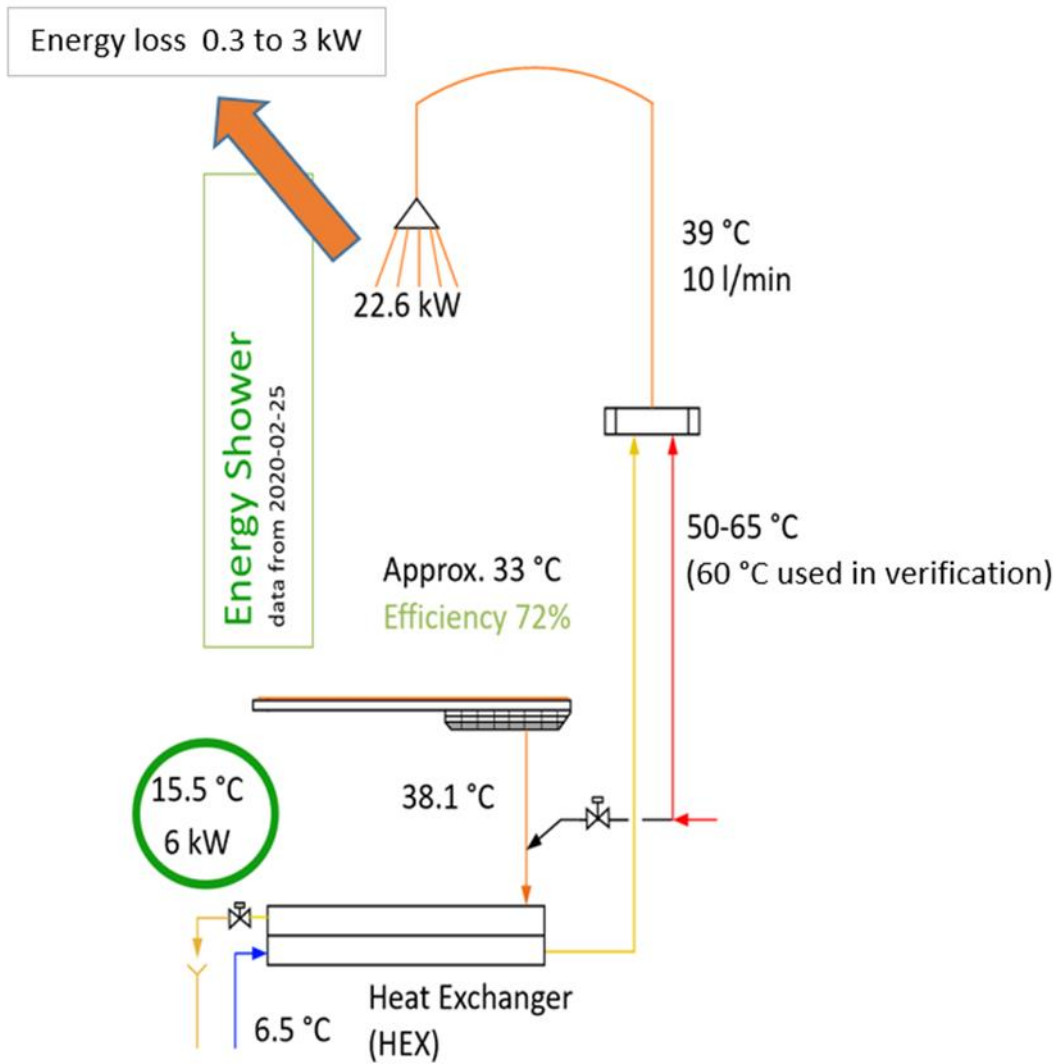 Energy loss 0.3 to 3 kW
39 °C
10 l/min
22.6 kW
Energy Shower
data from 2020-02-25
50-65 °C
(60 °C used in verification)
Approx. 33 °C
Efficiency 72%
15.5 °C
6 kW
38.1 °C
6.5 °C
Heat Exchanger
(HEX)